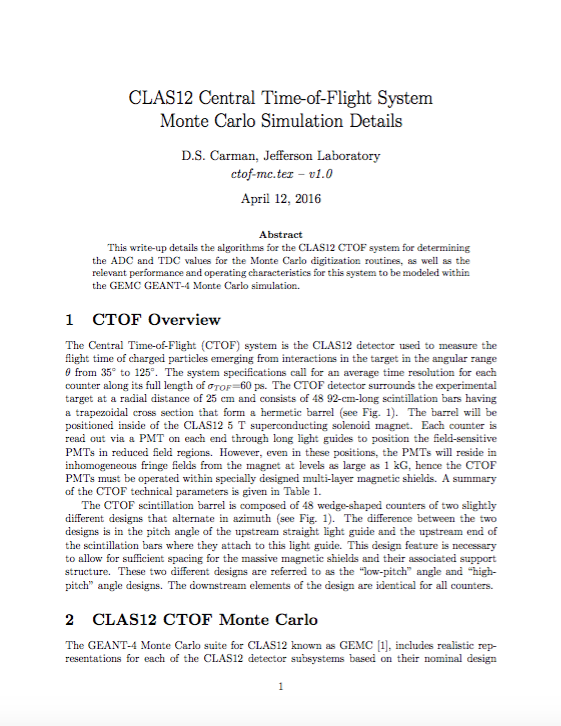 CLAS12 Central Time-of-Flight System
Monte Carlo Simulation Details
D.S. Carman, Jefferson Laboratory
ctof-mc.tex – v1.0
April 12, 2016
Abstract
This write-up details the algorithms for the CLAS12 CTOF system for determining
the ADC and TDC values for the Monte Carlo digitization routines, as well as the
relevant performance and operating characteristics for this system to be modeled within
the GEMC GEANT-4 Monte Carlo simulation.
1 CTOF Overview
The Central Time-of-Flight (CTOF) system is the CLAS12 detector used to measure the
flight time of charged particles emerging from interactions in the target in the angular range
θ from 35° to 125°. The system specifications call for an average time resolution for each
counter along its full length of σTOF=60 ps. The CTOF detector surrounds the experimental
target at a radial distance of 25 cm and consists of 48 92-cm-long scintillation bars having
a trapezoidal cross section that form a hermetic barrel (see Fig. 1). The barrel will be
positioned inside of the CLAS12 5 T superconducting solenoid magnet. Each counter is
read out via a PMT on each end through long light guides to position the field-sensitive
PMTs in reduced field regions. However, even in these positions, the PMTs will reside in
inhomogeneous fringe fields from the magnet at levels as large as 1 kG, hence the CTOF
PMTs must be operated within specially designed multi-layer magnetic shields. A summary
of the CTOF technical parameters is given in Table 1.
The CTOF scintillation barrel is composed of 48 wedge-shaped counters of two slightly
different designs that alternate in azimuth (see Fig. 1). The difference between the two
designs is in the pitch angle of the upstream straight light guide and the upstream end of
the scintillation bars where they attach to this light guide. This design feature is necessary
to allow for sufficient spacing for the massive magnetic shields and their associated support
structure. These two different designs are referred to as the "low-pitch" angle and "high-
pitch" angle designs. The downstream elements of the design are identical for all counters.
2 CLAS12 CTOF Monte Carlo
The GEANT-4 Monte Carlo suite for CLAS12 known as GEMC [1], includes realistic rep-
resentations for each of the CLAS12 detector subsystems based on their nominal design
1